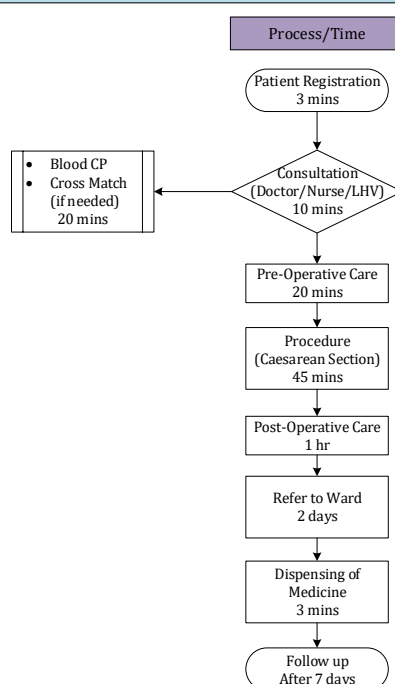 Process/Time
Patient Registration
3 mins
Consultation
(Doctor/Nurse/LHV)
10 mins
• Blood CP
• Cross Match
(if needed)
20 mins
Pre-Operative Care
20 mins
Procedure
(Caesarean Section)
45 mins
Post-Operative Care
1 hr
Refer to Ward
2 days
Dispensing of
Medicine
3 mins
Follow up
After 7 days